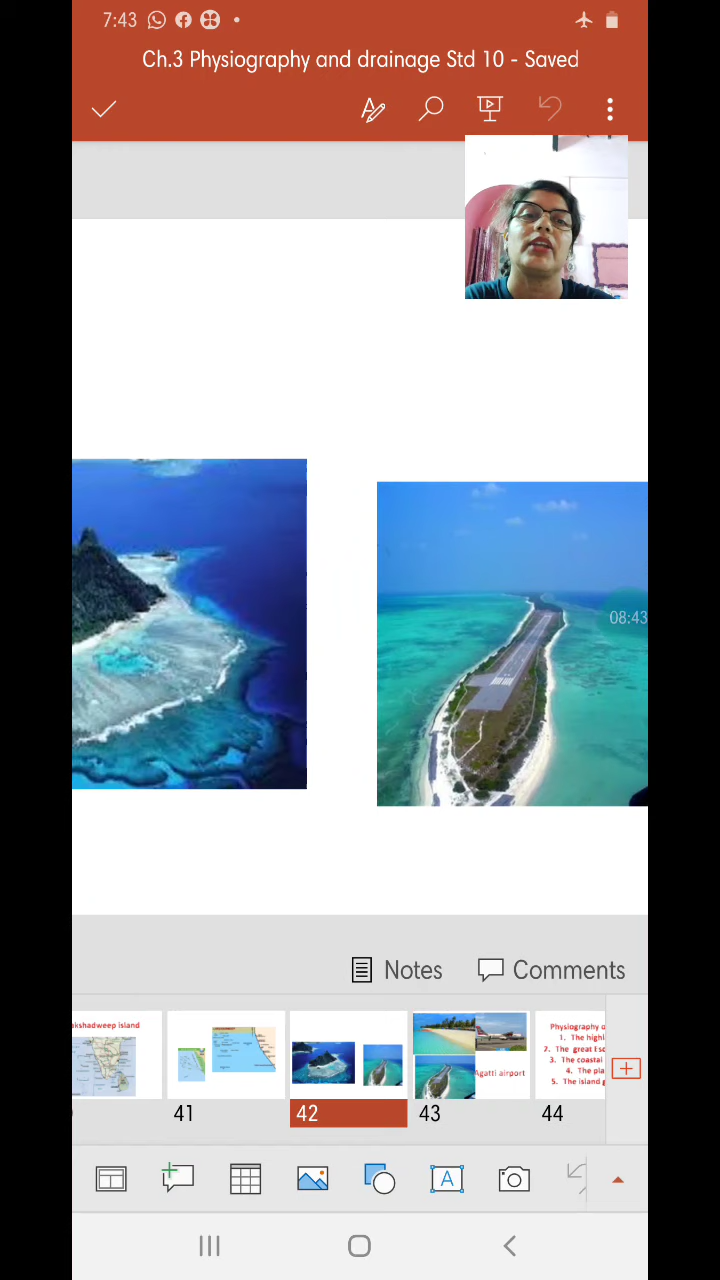 7:43
Ch.3 Physiography and drainage Std 10 - Saved
08:43
Notes
Comments
akshadweep island
Agatti airport
Physiography o
1. The highl
2. The great
3. The coastal
4. The pla
5. The island
41
42
43
44
A